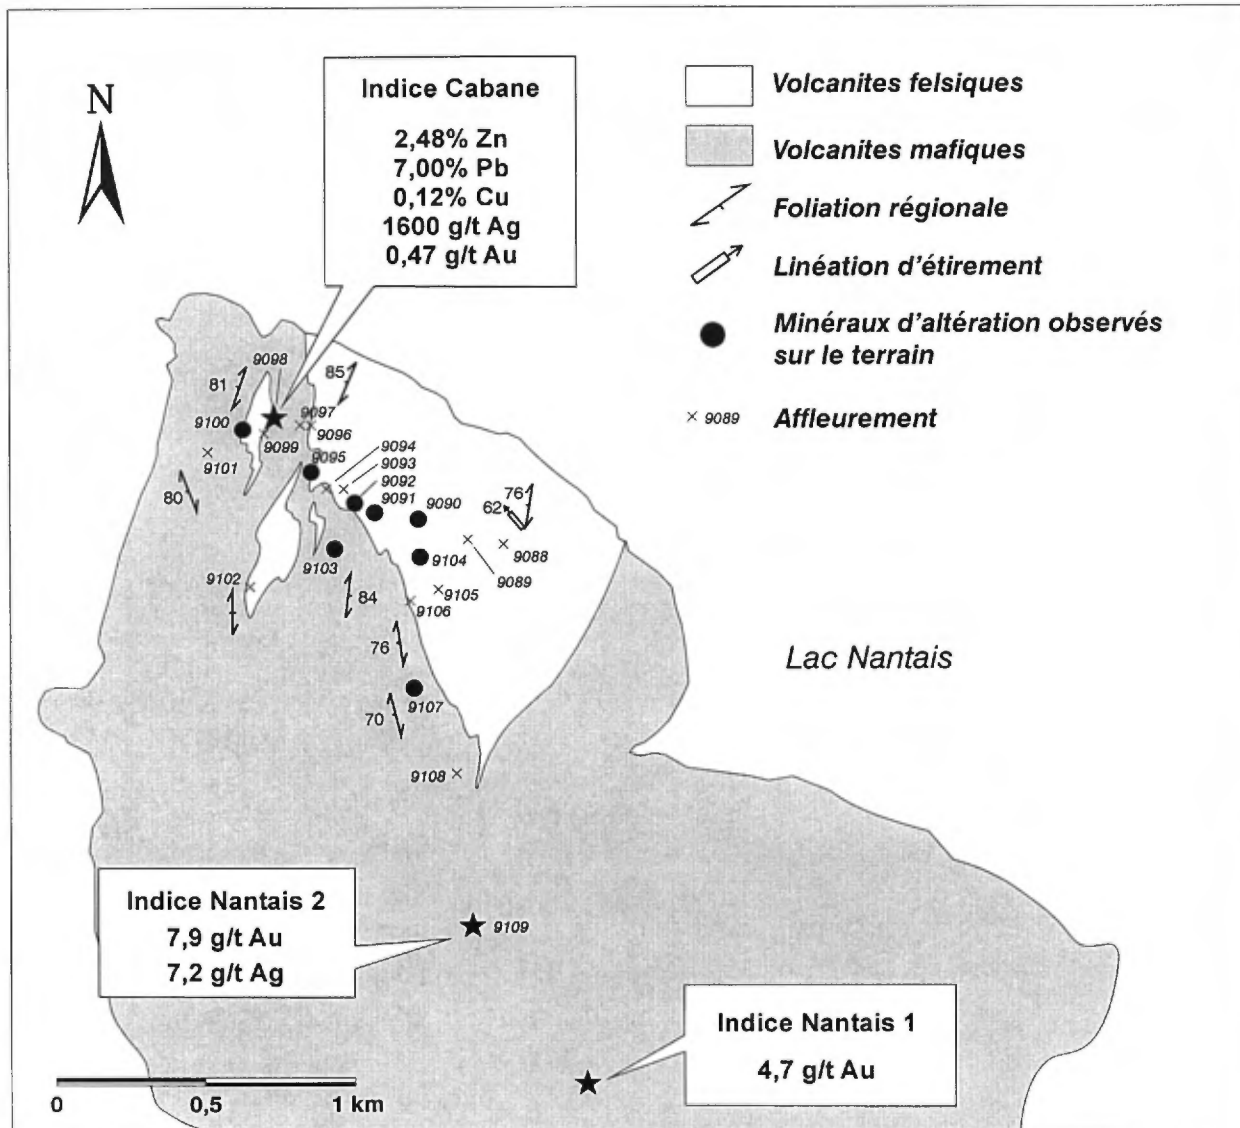 N
Indice Cabane
2,48% Zn
7,00% Pb
0,12% Cu
1600 g/t Ag
0,47 g/t Au
Volcanites felsiques
Volcanites mafiques
Foliation régionale
Linéation d'étirement
Minéraux d'altération observés
sur le terrain
9089 Affleurement
9098
81
85
9097
9100
9096
9099
9094
9095
9093
9101
9092
9091
9090
76
80
62
9104
9088
9103
9089
9102
9105
84
9106
76
Lac Nantais
9107
70
9108
Indice Nantais 2
7,9 g/t Au
7,2 g/t Ag
9109
Indice Nantais 1
4,7 g/t Au
0 0,5 1 km